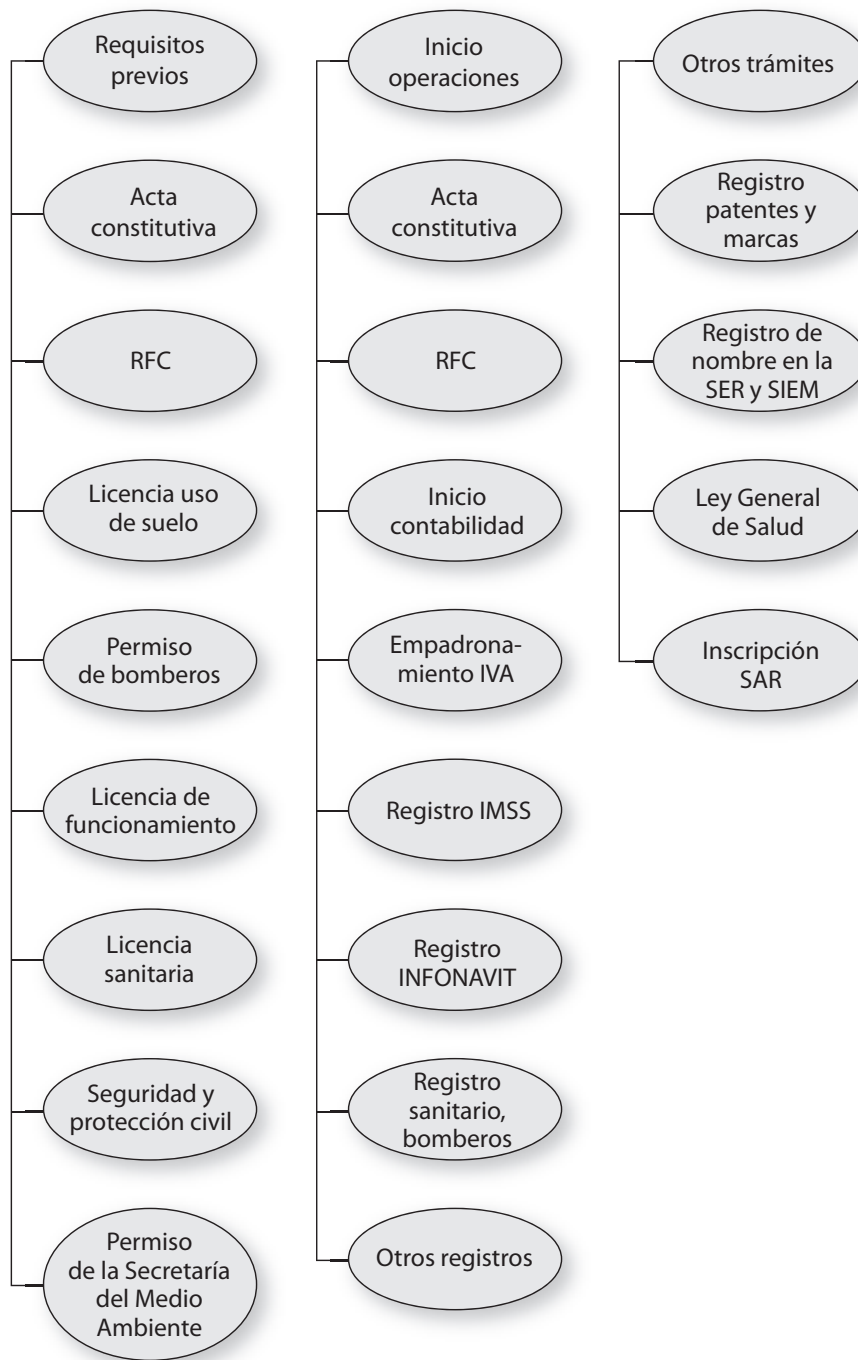 Requisitos
previos
Acta
constitutiva
RFC
Licencia uso
de suelo
Permiso
de bomberos
Licencia de
funcionamiento
Licencia
sanitaria
Seguridad y
protección civil
Permiso
de la Secretaría
del Medio
Ambiente
Inicio
operaciones
Acta
constitutiva
RFC
Inicio
contabilidad
Empadrona-
miento IVA
Registro IMSS
Registro
INFONAVIT
Registro
sanitario,
bomberos
Otros registros
Otros trámites
Registro
patentes y
marcas
Registro de
nombre en la
SER y SIEM
Ley General
de Salud
Inscripción
SAR